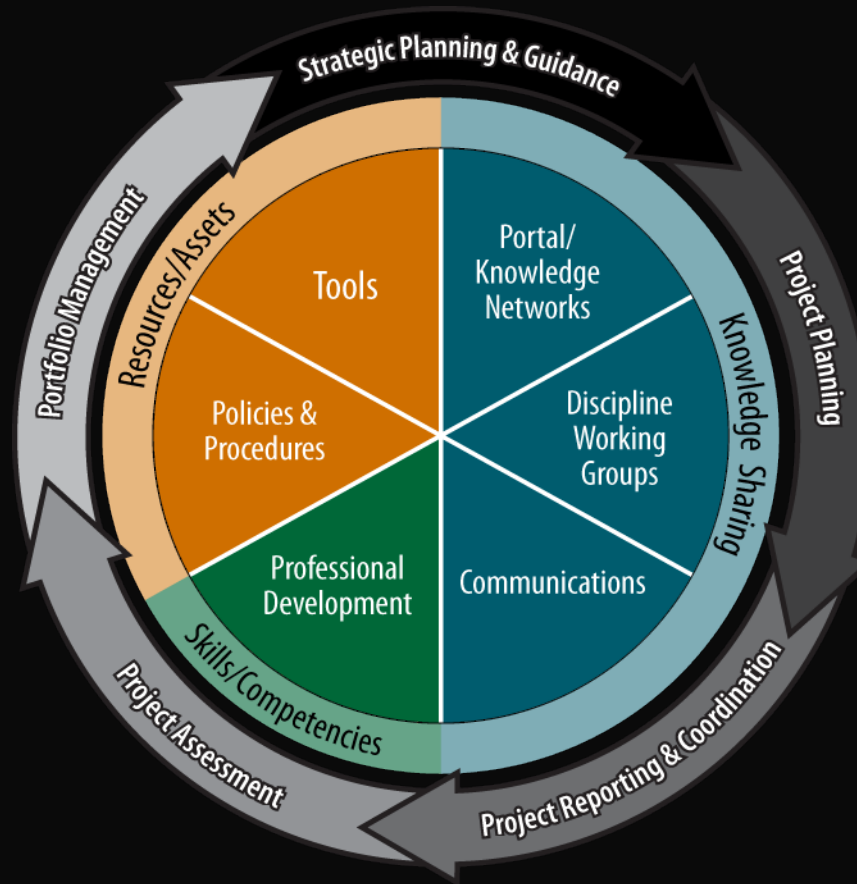 Strategic Planning & Guidance
Project Planning
Project Reporting & Coordination
Project Assessment
Portfolio Management
Resources/Assets
Knowledge Sharing
Skills/Competencies
Tools
Portal/
Knowledge
Networks
Discipline
Working
Groups
Communications
Professional
Development
Policies &
Procedures